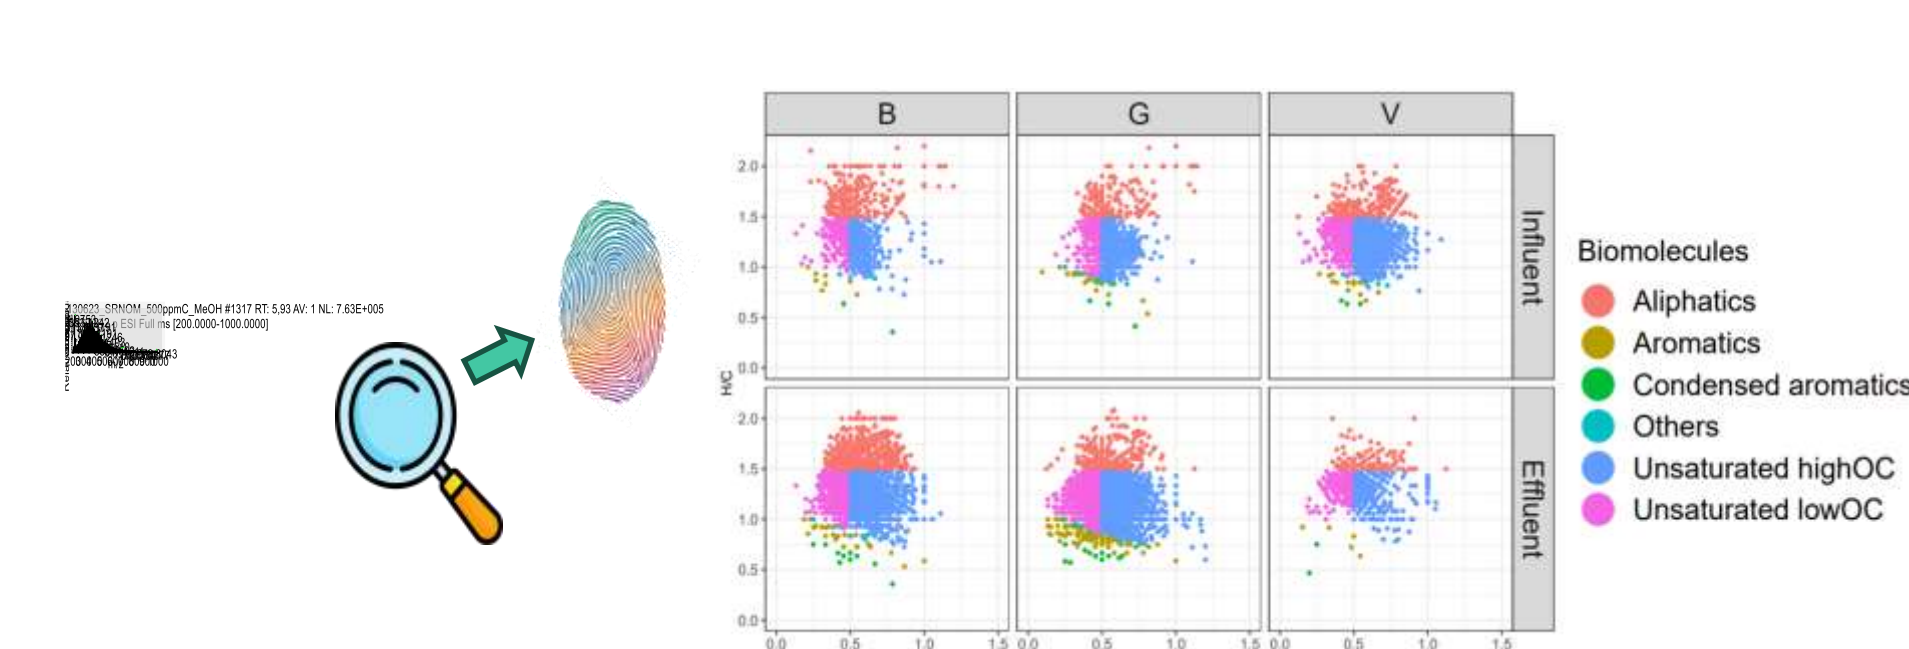 130623_SRNOM_500ppmC_MeOH #1317 RT: 5,93 AV: 1 NL: 7.63E+005
ESI Full ms [200.0000-1000.0000]
B
G
V
2.0
1.5
1.0
0.5
0.0
Influent
H/C
2.0
1.5
1.0
0.5
0.0
Effluent
0.0 0.5 1.0 1.5
0.0 0.5 1.0 1.5
0.0 0.5 1.0 1.5
Biomolecules
Aliphatics
Aromatics
Condensed aromatics
Others
Unsaturated highOC
Unsaturated lowOC